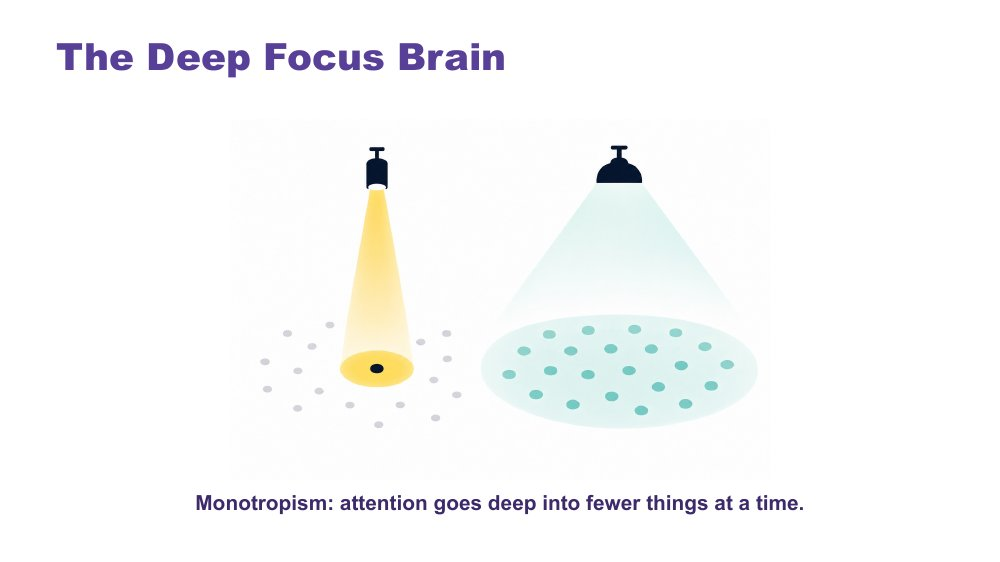 The Deep Focus Brain
Monotropism: attention goes deep into fewer things at a time.